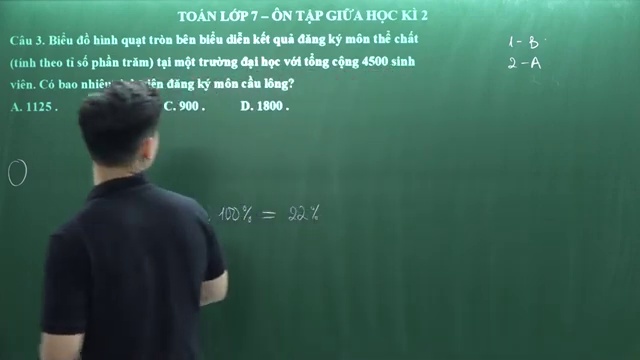 TOÁN LỚP 7 – ÔN TẬP GIỮA HỌC KÌ 2
Câu 3. Biểu đồ hình quạt tròn bên biểu diễn kết quả đăng ký môn thể chất
(tính theo tỉ số phần trăm) tại một trường đại học với tổng cộng 4500 sinh
viên. Có bao nhiêu đăng ký môn cầu lông?
A. 1125 . C. 900 . D. 1800 .
1 - B
2 - A
100% = 22%